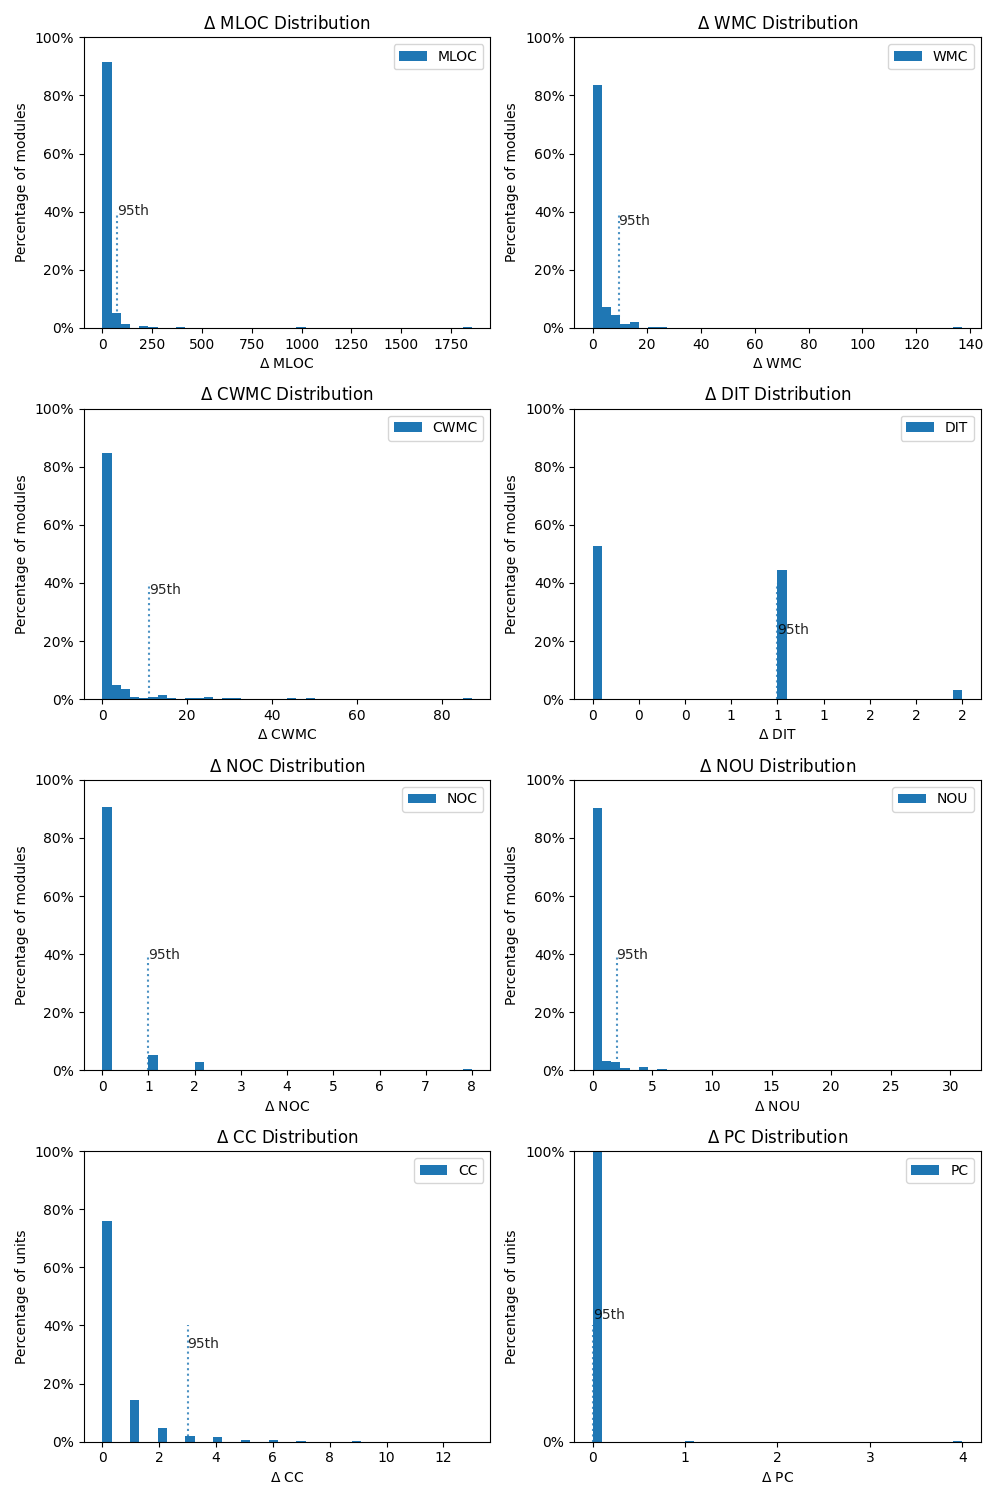 Δ MLOC Distribution
Percentage of modules
100%
80%
60%
40%
20%
0%
MLOC
95th
0 250 500 750 1000 1250 1500 1750
Δ MLOC
Δ WMC Distribution
Percentage of modules
100%
80%
60%
40%
20%
0%
WMC
95th
0 20 40 60 80 100 120 140
Δ WMC
Δ CWMC Distribution
Percentage of modules
100%
80%
60%
40%
20%
0%
CWMC
95th
0 20 40 60 80
Δ CWMC
Δ DIT Distribution
Percentage of modules
100%
80%
60%
40%
20%
0%
DIT
95th
0 0 0 1 1 1 2 2 2
Δ DIT
Δ NOC Distribution
Percentage of modules
100%
80%
60%
40%
20%
0%
NOC
95th
0 1 2 3 4 5 6 7 8
Δ NOC
Δ NOU Distribution
Percentage of modules
100%
80%
60%
40%
20%
0%
NOU
95th
0 5 10 15 20 25 30
Δ NOU
Δ CC Distribution
Percentage of units
100%
80%
60%
40%
20%
0%
CC
95th
0 2 4 6 8 10 12
Δ CC
Δ PC Distribution
Percentage of units
100%
80%
60%
40%
20%
0%
PC
95th
0 1 2 3 4
Δ PC